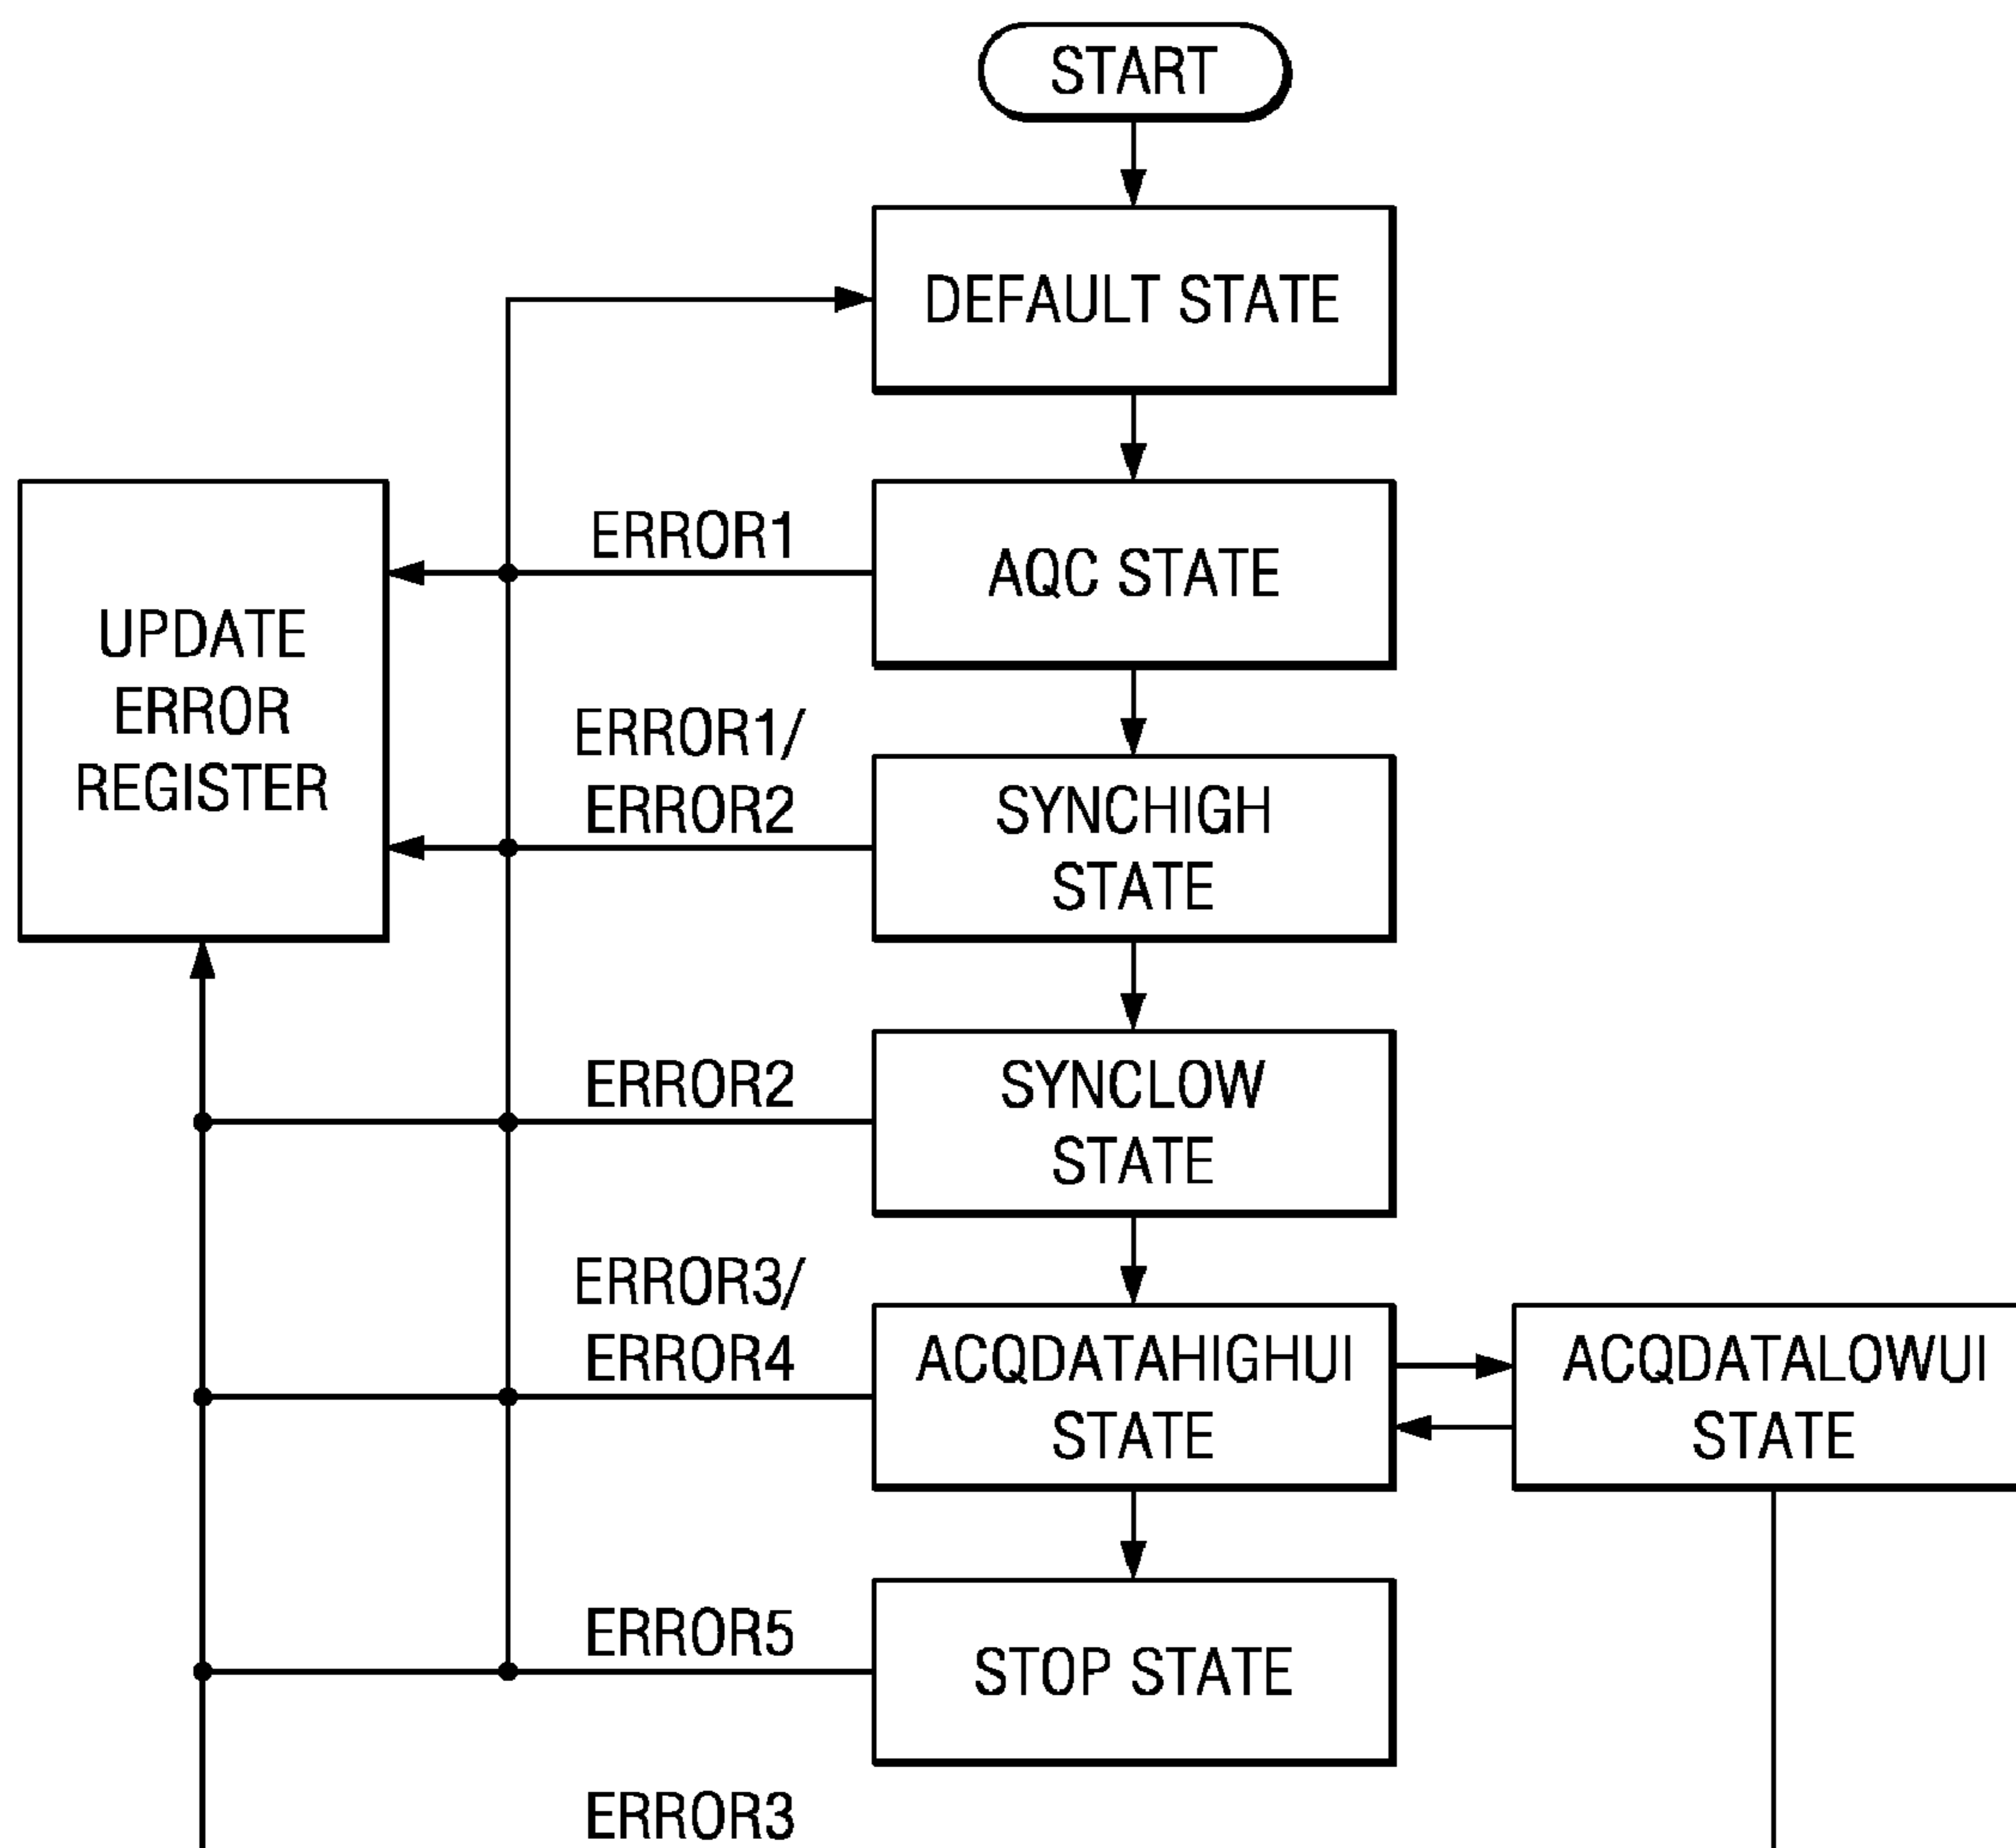 START
DEFAULT STATE
ERROR1
AQC STATE
UPDATE
ERROR
REGISTER
ERROR1/
ERROR2
SYNCHIGH
STATE
ERROR2
SYNCLOW
STATE
ERROR3/
ERROR4
ACQDATAHIGHUI
STATE
ACQDATALOWUI
STATE
ERROR5
STOP STATE
ERROR3